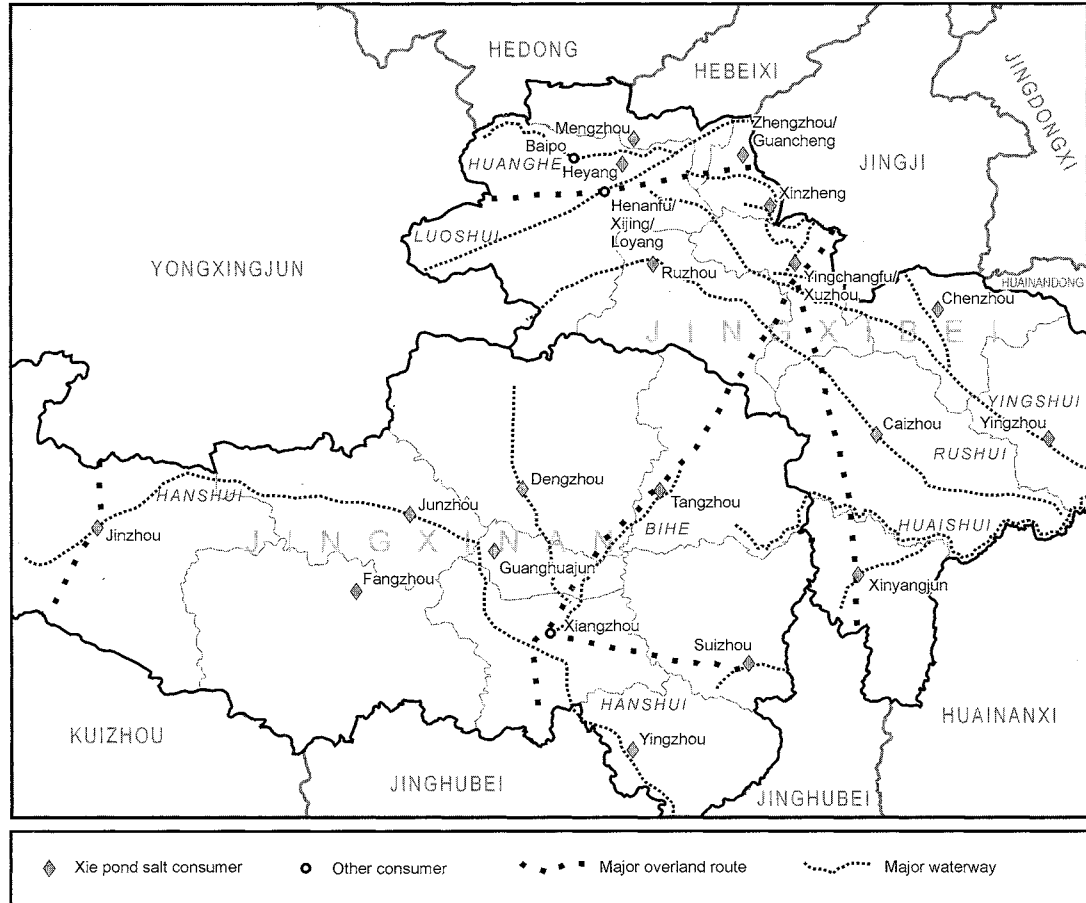 HEDONG
HEBEIXI
JINGDONGXI
Mengzhou
Zhengzhou/
Guancheng
Baipo
HUANGHE
Heyang
JINGJI
Xinzheng
Henanfu/
Xijing/
Loyang
LUOSHUI
YONGXINGJUN
Ruzhou
Yingchangfu/
Xuzhou
HUAINANDONG
Chenzhou
JINGXIBEI
YINGSHUI
Caizhou
Yingzhou
RUSHUI
HANSHUI
Dengzhou
Tangzhou
Junzhou
BIHE
HUAISHUI
Jinzhou
JINGXINAN
Guanghuajun
Fangzhou
Xinyangjun
Xiangzhou
Suizhou
HANSHUI
HUAINANXI
KUIZHOU
Yingzhou
JINGHUBEI
JINGHUBEI
Xie pond salt consumer
Other consumer
Major overland route
Major waterway